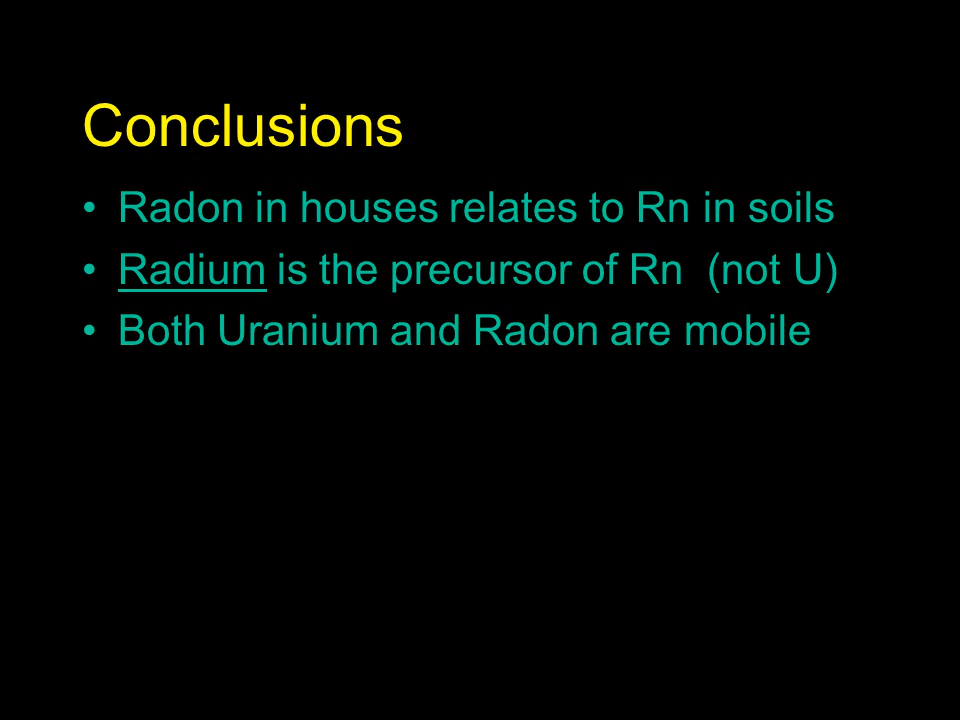 Conclusions
• Radon in houses relates to Rn in soils
• Radium is the precursor of Rn  (not U)
• Both Uranium and Radon are mobile